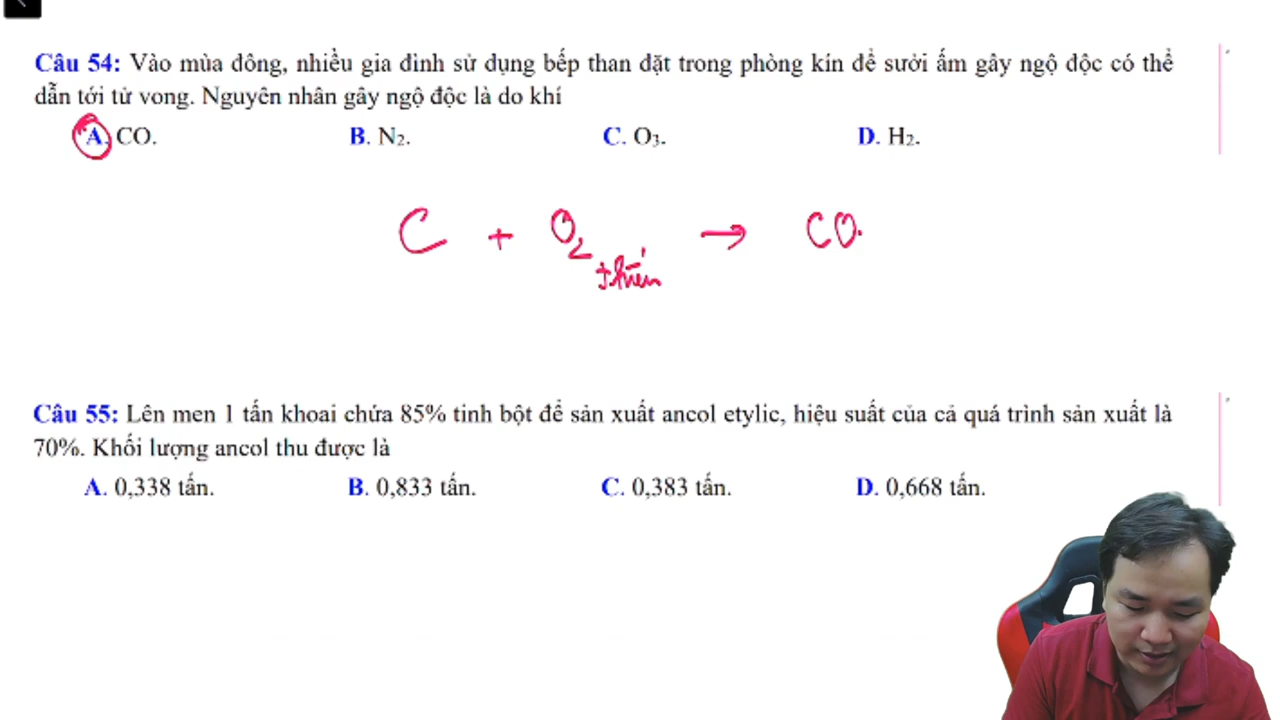 Câu 54: Vào mùa đông, nhiều gia đình sử dụng bếp than đặt trong phòng kín để sưởi ấm gây ngộ độc có thể
dẫn tới tử vong. Nguyên nhân gây ngộ độc là do khí
A. CO. B. N₂. C. O₃. D. H₂.
C + O₂ thiếu → CO.
Câu 55: Lên men 1 tấn khoai chứa 85% tinh bột để sản xuất ancol etylic, hiệu suất của cả quá trình sản xuất là
70%. Khối lượng ancol thu được là
A. 0,338 tấn. B. 0,833 tấn. C. 0,383 tấn. D. 0,668 tấn.